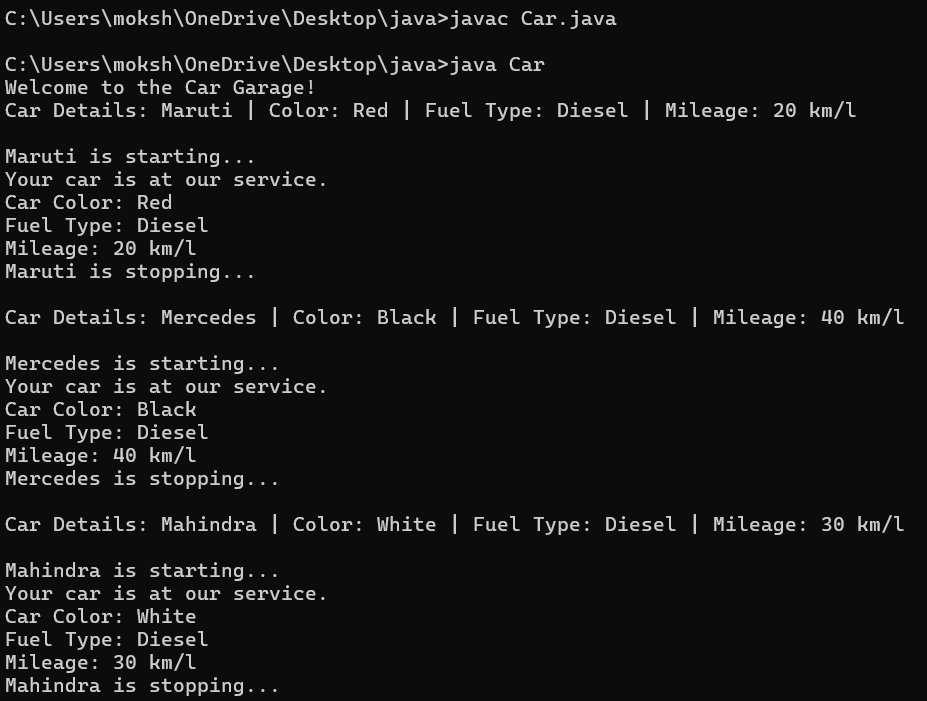 C:\Users\moksh\OneDrive\Desktop\java>javac Car.java
C:\Users\moksh\OneDrive\Desktop\java>java Car
Welcome to the Car Garage!
Car Details: Maruti | Color: Red | Fuel Type: Diesel | Mileage: 20 km/l
Maruti is starting...
Your car is at our service.
Car Color: Red
Fuel Type: Diesel
Mileage: 20 km/l
Maruti is stopping...
Car Details: Mercedes | Color: Black | Fuel Type: Diesel | Mileage: 40 km/l
Mercedes is starting...
Your car is at our service.
Car Color: Black
Fuel Type: Diesel
Mileage: 40 km/l
Mercedes is stopping...
Car Details: Mahindra | Color: White | Fuel Type: Diesel | Mileage: 30 km/l
Mahindra is starting...
Your car is at our service.
Car Color: White
Fuel Type: Diesel
Mileage: 30 km/l
Mahindra is stopping...